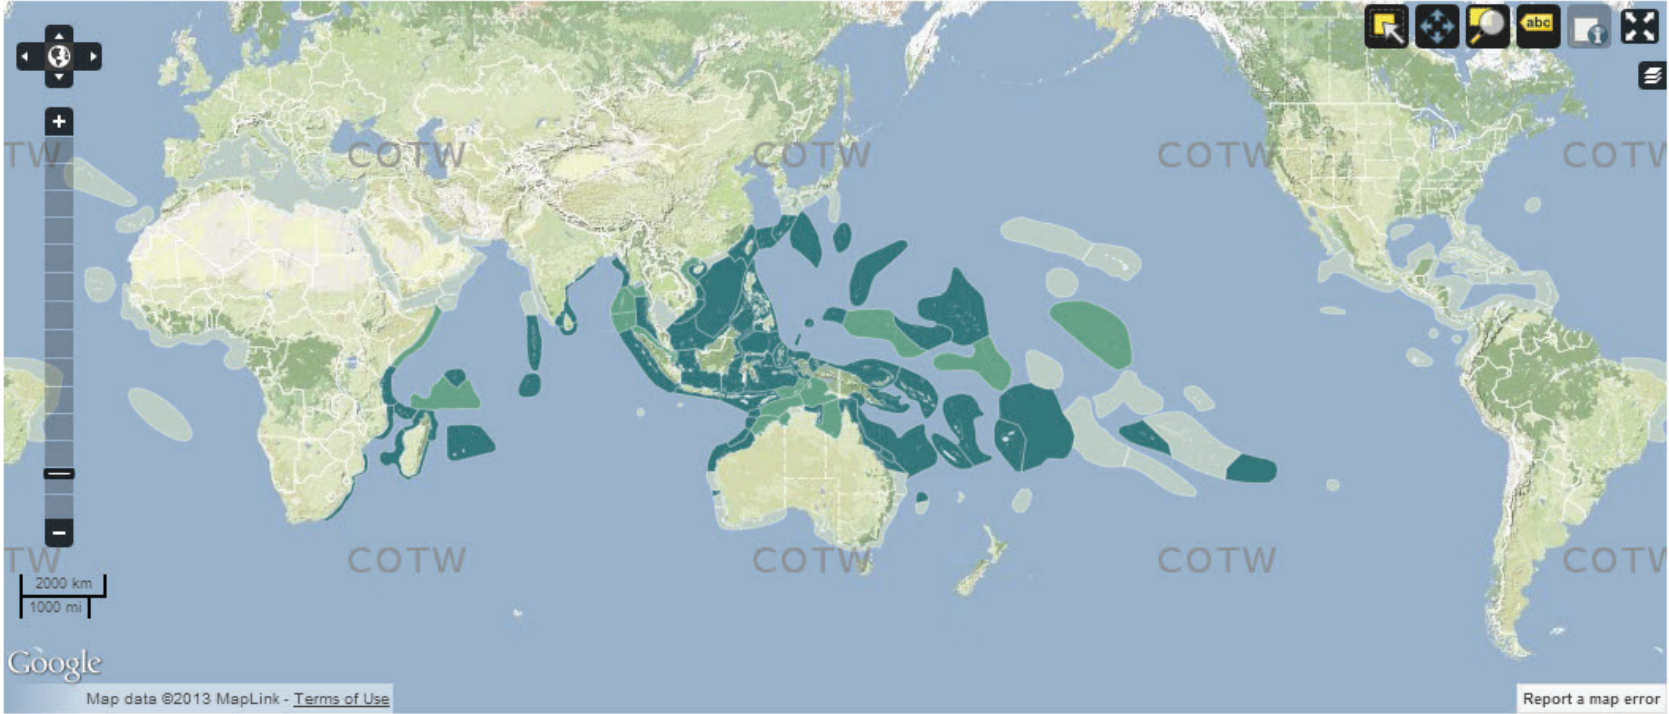 abc
TW COTW COTW COTW COTW
TW COTW COTW COTW COTW
2000 km
1000 mi
Google
Map data ©2013 MapLink - Terms of Use
Report a map error